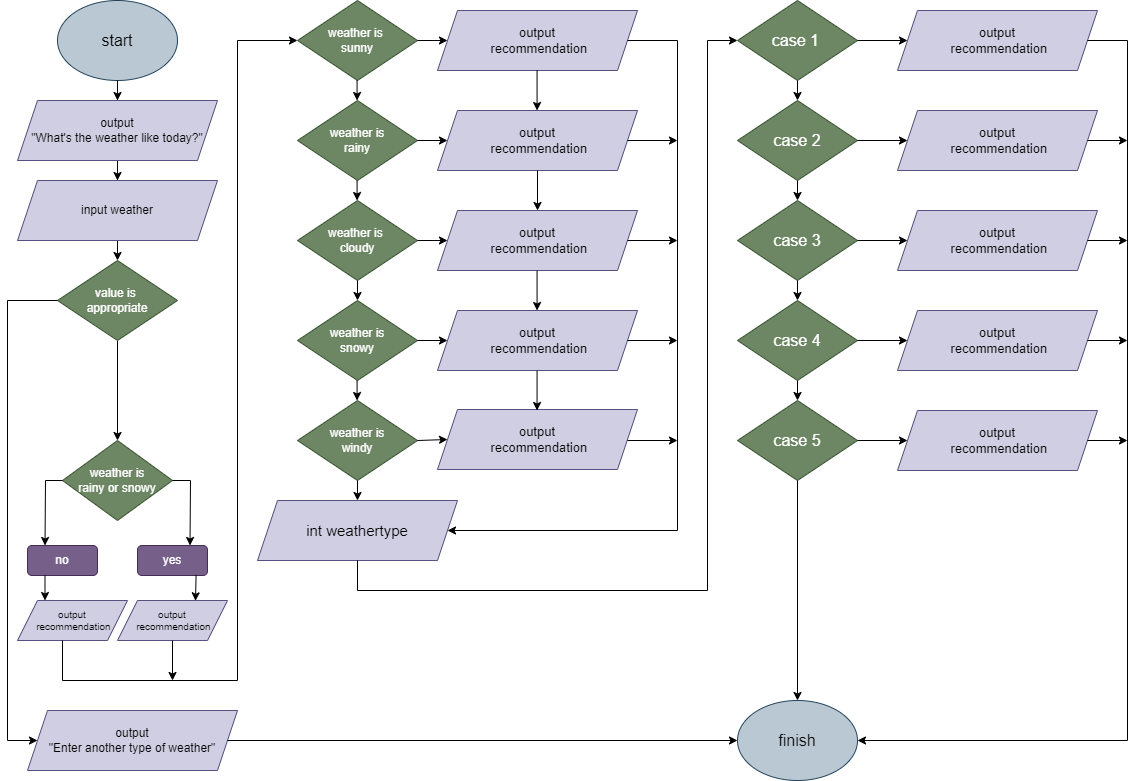 start
output
"What's the weather like today?"
input weather
value is
appropriate
weather is
rainy or snowy
no
yes
output
recommendation
output
recommendation
output
"Enter another type of weather"
weather is
sunny
output
recommendation
weather is
rainy
output
recommendation
weather is
cloudy
output
recommendation
weather is
snowy
output
recommendation
weather is
windy
output
recommendation
int weathertype
case 1
output
recommendation
case 2
output
recommendation
case 3
output
recommendation
case 4
output
recommendation
case 5
output
recommendation
finish